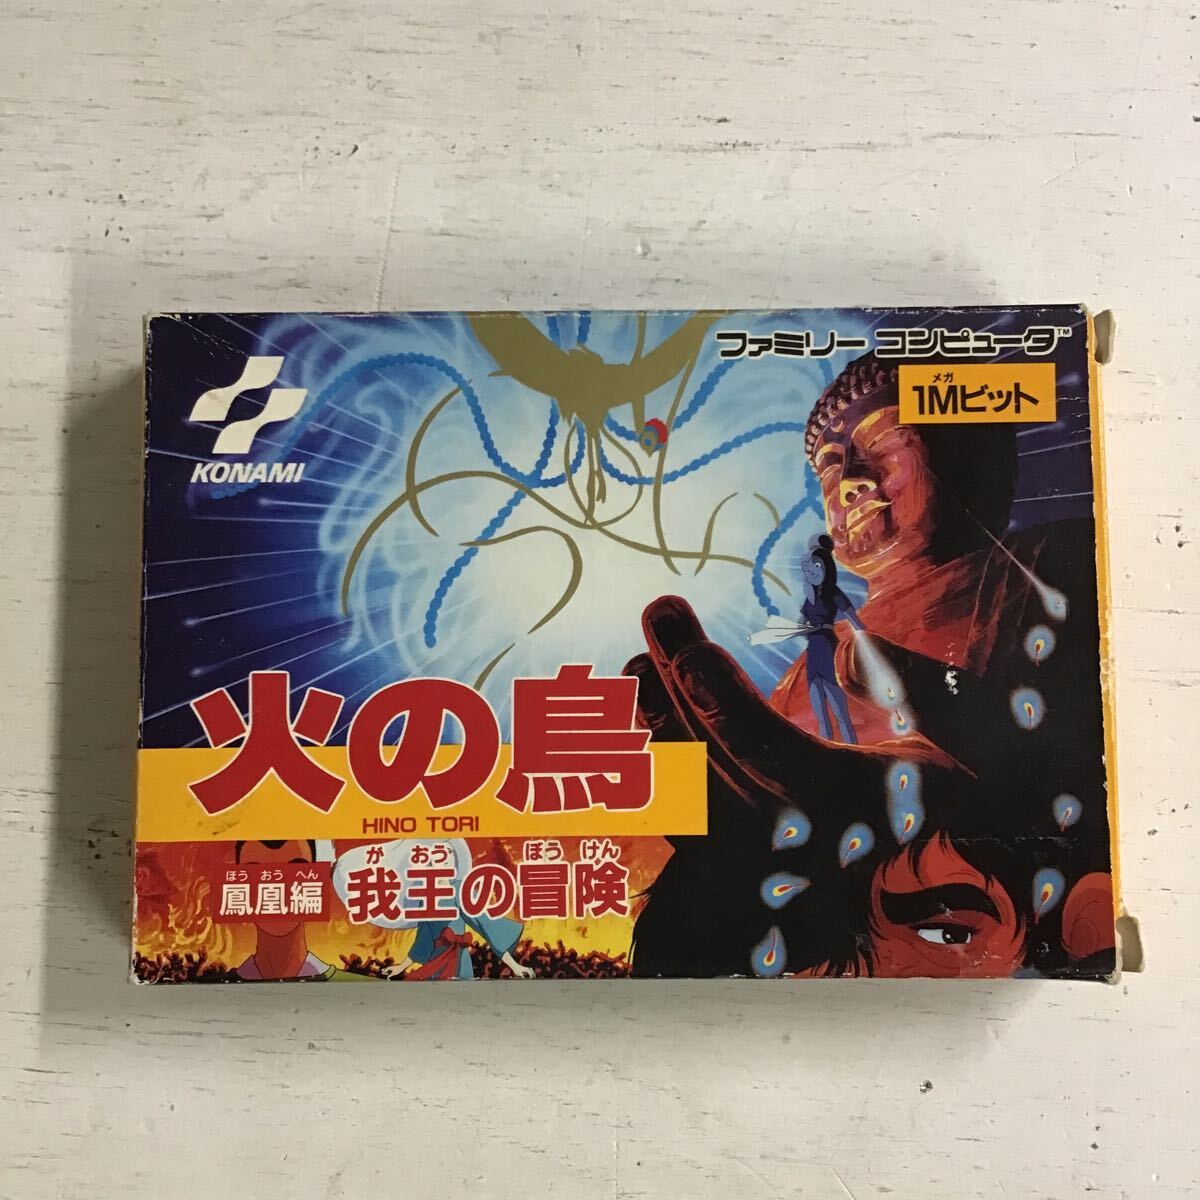 ファミリー コンピュータ™
メガ
1Mビット
KONAMI
火の鳥
HINO TORI
ほう おう へん
鳳凰編
が おう ぼう けん
我王の冒険